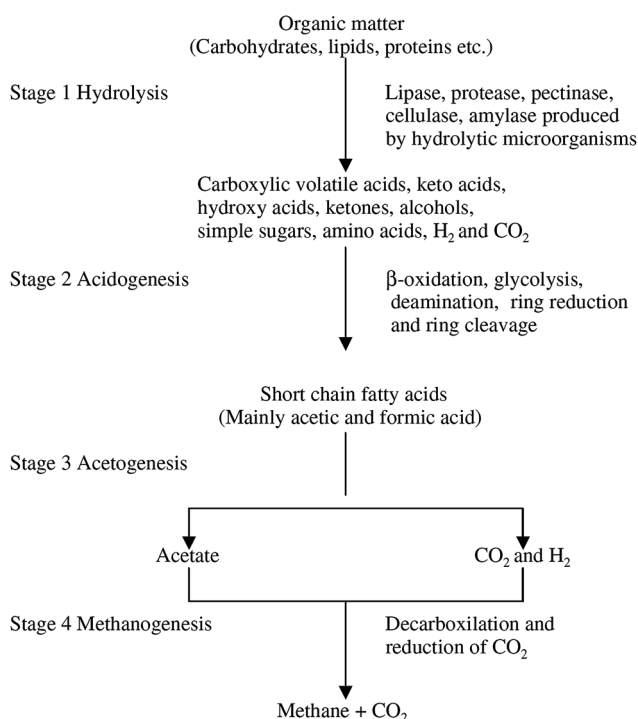 Organic matter
(Carbohydrates, lipids, proteins etc.)
Stage 1 Hydrolysis
Lipase, protease, pectinase,
cellulase, amylase produced
by hydrolytic microorganisms
Carboxylic volatile acids, keto acids,
hydroxy acids, ketones, alcohols,
simple sugars, amino acids, H₂ and CO₂
Stage 2 Acidogenesis
β-oxidation, glycolysis,
deamination, ring reduction
and ring cleavage
Short chain fatty acids
(Mainly acetic and formic acid)
Stage 3 Acetogenesis
Acetate
CO₂ and H₂
Stage 4 Methanogenesis
Decarboxilation and
reduction of CO₂
Methane + CO₂